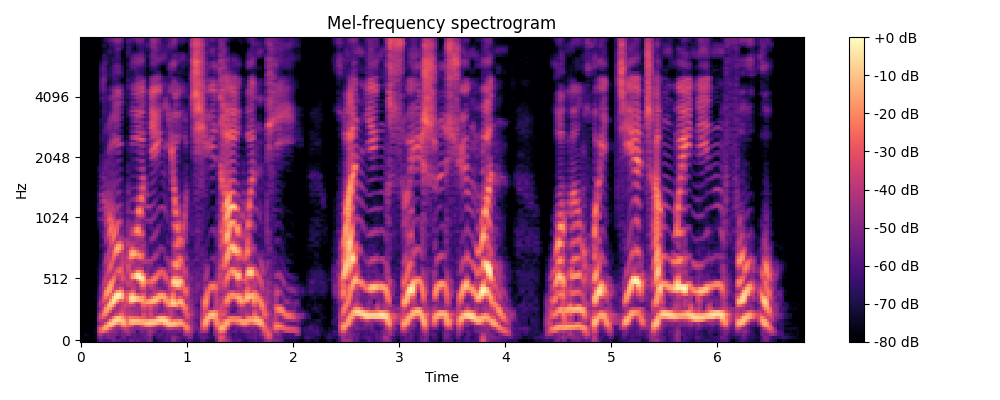 Mel-frequency spectrogram
+0 dB
-10 dB
-20 dB
-30 dB
-40 dB
-50 dB
-60 dB
-70 dB
-80 dB
4096
2048
1024
512
0
Hz
0 1 2 3 4 5 6
Time